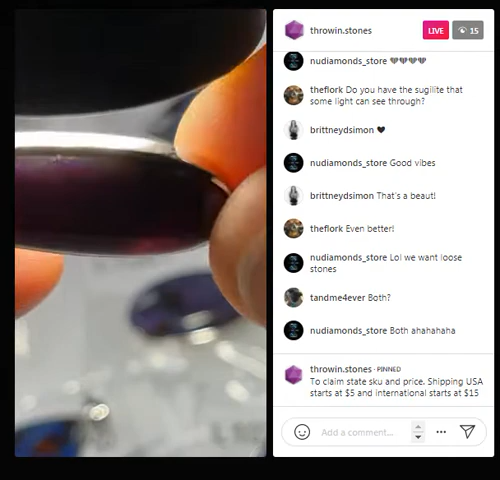 throwin.stones
LIVE
15
nudiamonds_store 💔💔💔💔
theflork Do you have the sugilite that
some light can see through?
brittneydsimon ♥
nudiamonds_store Good vibes
brittneydsimon That's a beaut!
theflork Even better!
nudiamonds_store Lol we want loose
stones
tandme4ever Both?
nudiamonds_store Both ahahahaha
throwin.stones · PINNED
To claim state sku and price. Shipping USA
starts at $5 and international starts at $15
Add a comment...